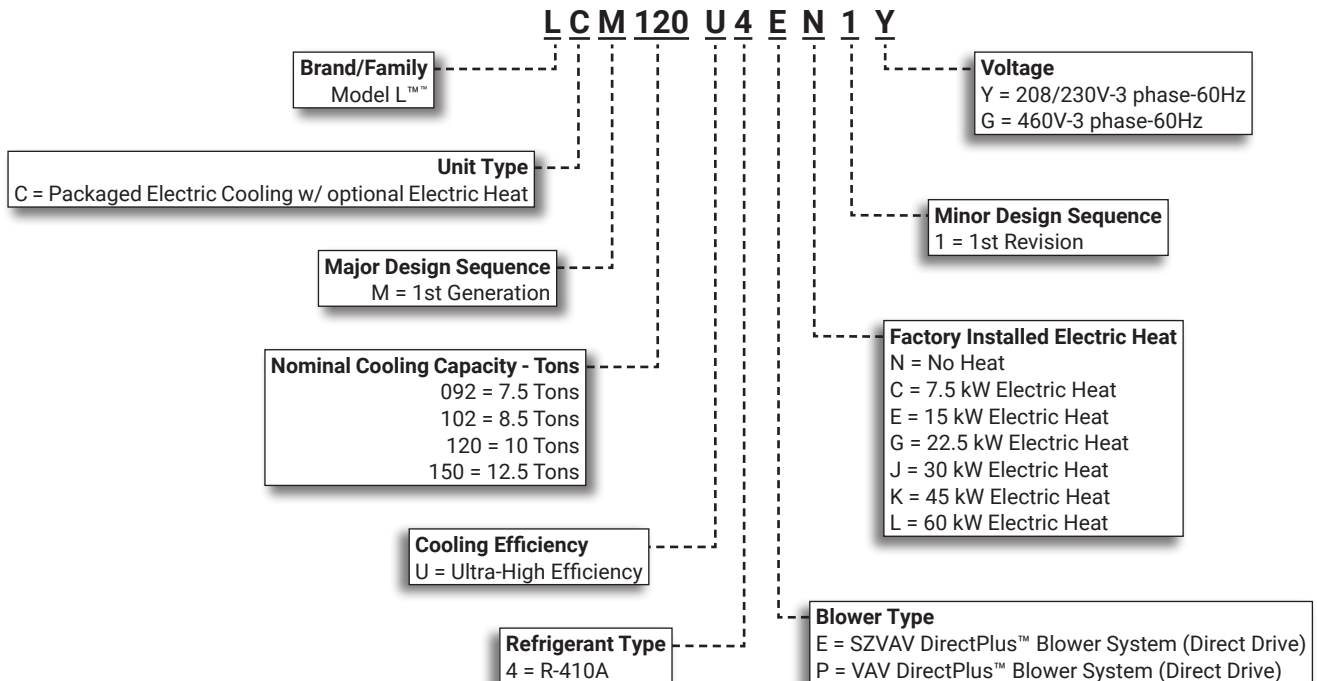 L C M 120 U 4 E N 1 Y
Brand/Family
Model L™™
Voltage
Y = 208/230V-3 phase-60Hz
G = 460V-3 phase-60Hz
Unit Type
C = Packaged Electric Cooling w/ optional Electric Heat
Minor Design Sequence
1 = 1st Revision
Major Design Sequence
M = 1st Generation
Factory Installed Electric Heat
N = No Heat
C = 7.5 kW Electric Heat
E = 15 kW Electric Heat
G = 22.5 kW Electric Heat
J = 30 kW Electric Heat
K = 45 kW Electric Heat
L = 60 kW Electric Heat
Nominal Cooling Capacity - Tons
092 = 7.5 Tons
102 = 8.5 Tons
120 = 10 Tons
150 = 12.5 Tons
Cooling Efficiency
U = Ultra-High Efficiency
Blower Type
E = SZVAV DirectPlus™ Blower System (Direct Drive)
P = VAV DirectPlus™ Blower System (Direct Drive)
Refrigerant Type
4 = R-410A